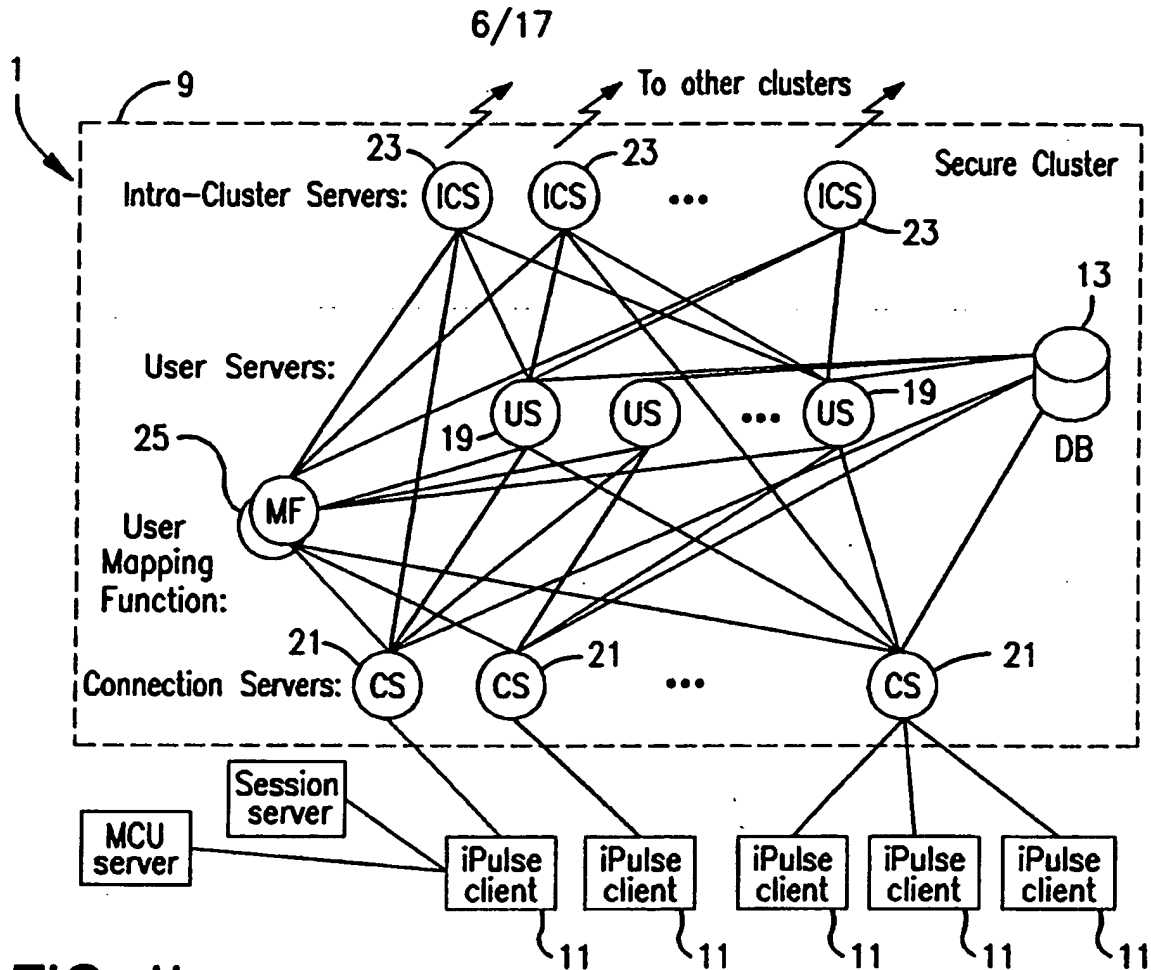 6/17
1
9
To other clusters
Secure Cluster
23
23
Intra-Cluster Servers:
ICS
ICS
...
ICS
23
13
User Servers:
US
US
...
US
19
19
DB
25
MF
User
Mapping
Function:
21
21
21
Connection Servers:
CS
CS
...
CS
Session
server
MCU
server
iPulse
client
iPulse
client
iPulse
client
iPulse
client
iPulse
client
11
11
11
11
11